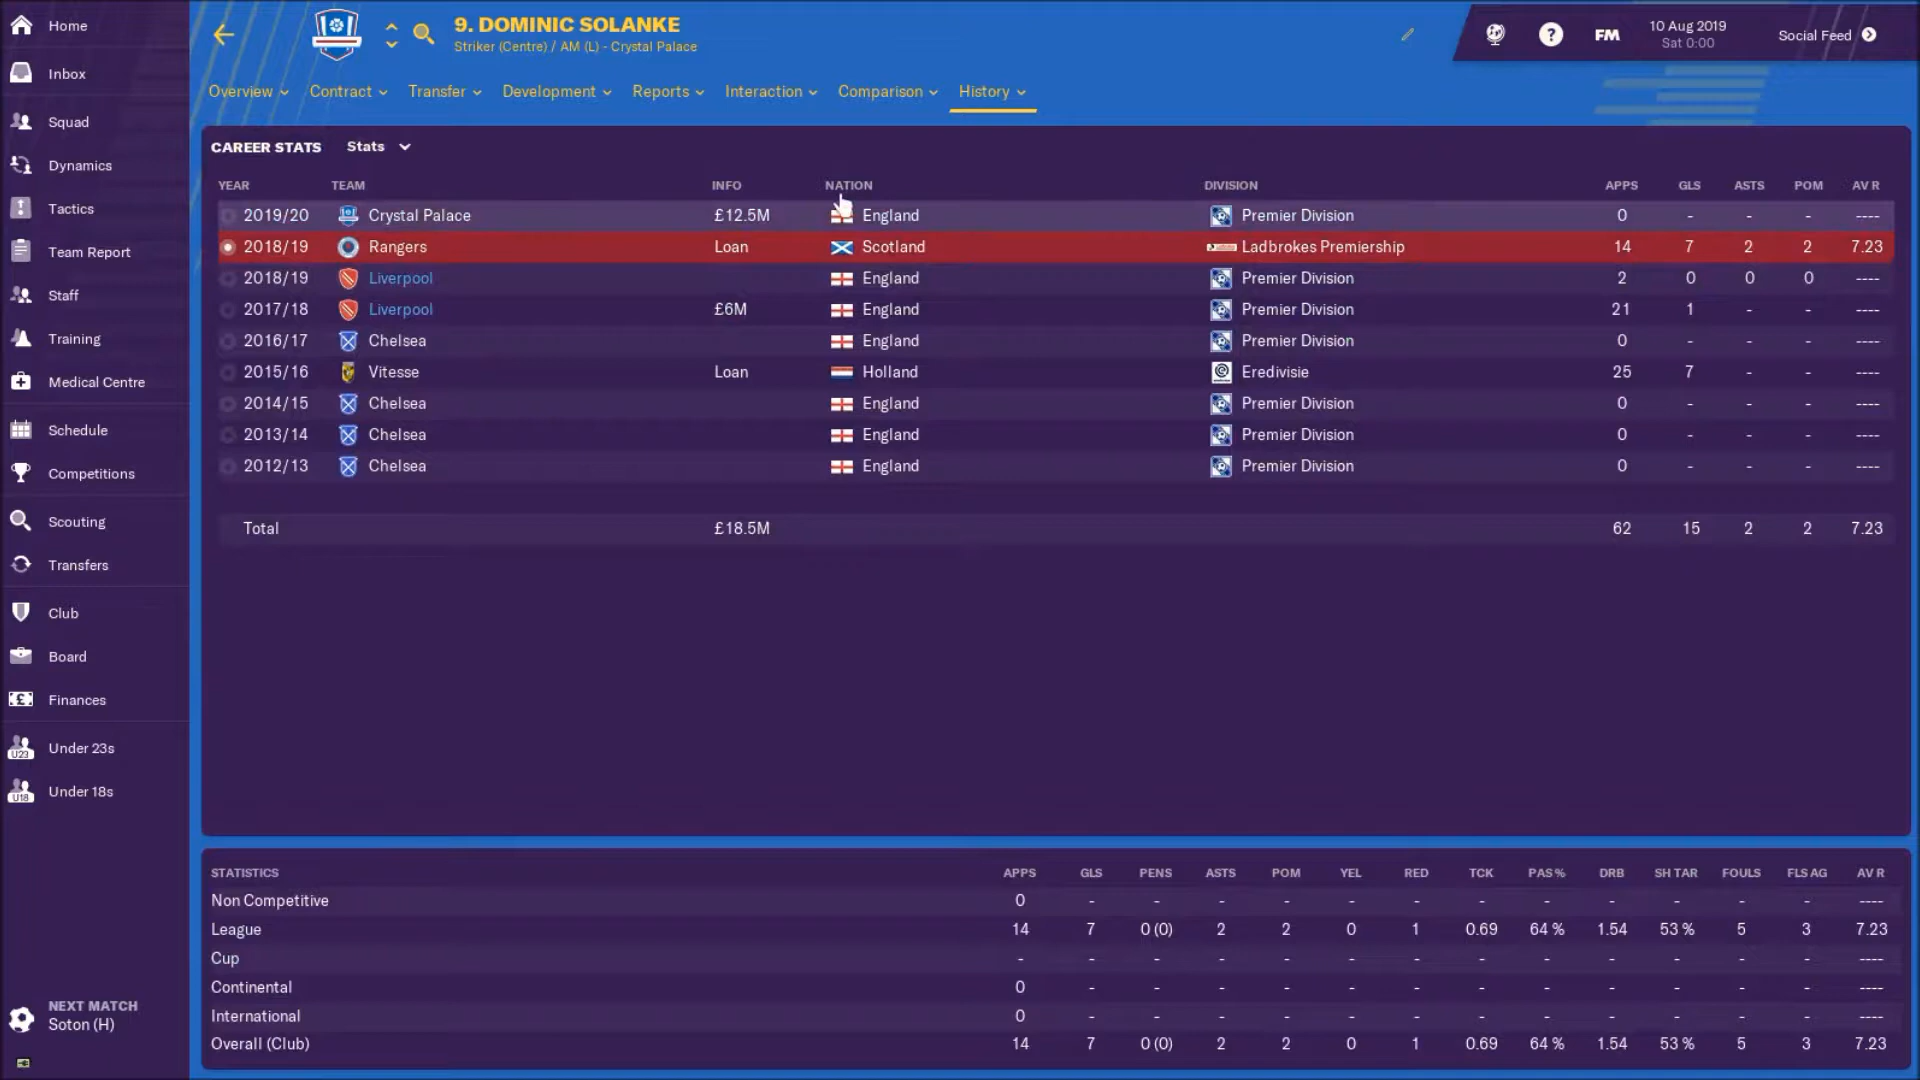 Home
Inbox
Squad
Dynamics
Tactics
Team Report
Staff
Training
Medical Centre
Schedule
Competitions
Scouting
Transfers
Club
Board
Finances
U23 Under 23s
U18 Under 18s
NEXT MATCH
Soton (H)
9. DOMINIC SOLANKE
Striker (Centre) / AM (L) - Crystal Palace
FM
10 Aug 2019
Sat 0:00
Social Feed
Overview Contract Transfer Development Reports Interaction Comparison History
CAREER STATS Stats
YEAR TEAM INFO NATION DIVISION APPS GLS ASTS POM AV R
2019/20 Crystal Palace £12.5M England Premier Division 0 - - - ----
2018/19 Rangers Loan Scotland Ladbrokes Premiership 14 7 2 2 7.23
2018/19 Liverpool England Premier Division 2 0 0 0 ----
2017/18 Liverpool £6M England Premier Division 21 1 - - ----
2016/17 Chelsea England Premier Division 0 - - - ----
2015/16 Vitesse Loan Holland Eredivisie 25 7 - - ----
2014/15 Chelsea England Premier Division 0 - - - ----
2013/14 Chelsea England Premier Division 0 - - - ----
2012/13 Chelsea England Premier Division 0 - - - ----
Total £18.5M 62 15 2 2 7.23
STATISTICS APPS GLS PENS ASTS POM YEL RED TCK PAS % DRB SH TAR FOULS FLS AG AV R
Non Competitive 0 - - - - - - - - - - - - ----
League 14 7 0 (0) 2 2 0 1 0.69 64 % 1.54 53 % 5 3 7.23
Cup - - - - - - - - - - - - - ----
Continental 0 - - - - - - - - - - - - ----
International 0 - - - - - - - - - - - - ----
Overall (Club) 14 7 0 (0) 2 2 0 1 0.69 64 % 1.54 53 % 5 3 7.23